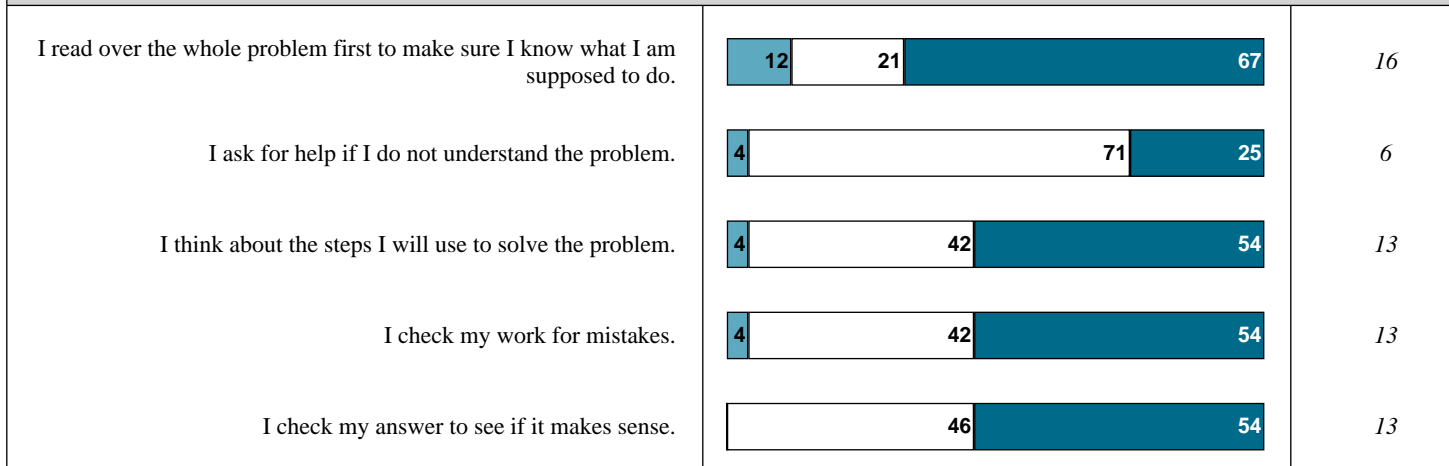 I read over the whole problem first to make sure I know what I am
supposed to do.
12 21 67
16
I ask for help if I do not understand the problem.
4 71 25
6
I think about the steps I will use to solve the problem.
4 42 54
13
I check my work for mistakes.
4 42 54
13
I check my answer to see if it makes sense.
46 54
13